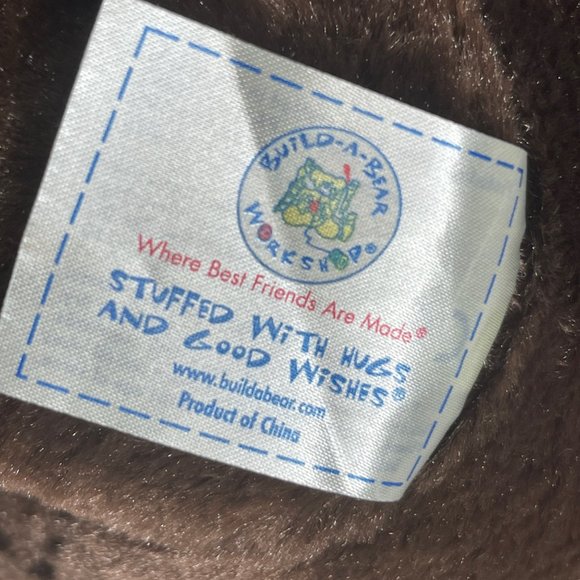 BUILD-A-BEAR
WORKSHOP®
Where Best Friends Are Made®
STUFFED WITH HUGS
AND GOOD WISHES®
www.buildabear.com
Product of China